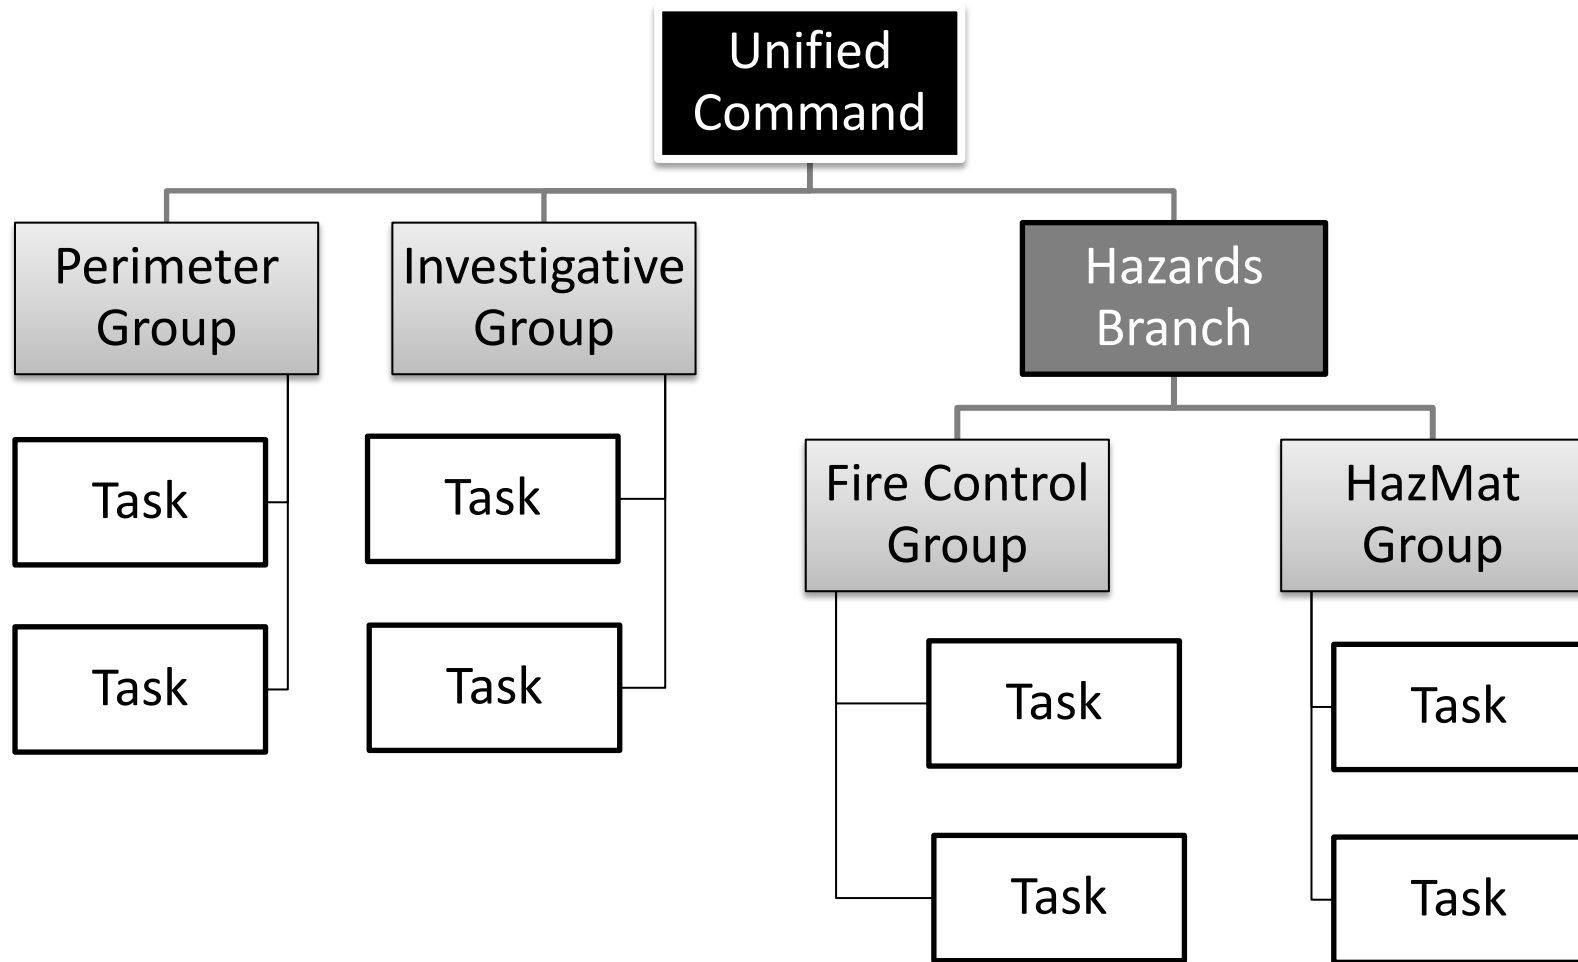 Unified
Command
Perimeter
Group
Investigative
Group
Hazards
Branch
Task
Task
Task
Task
Fire Control
Group
HazMat
Group
Task
Task
Task
Task